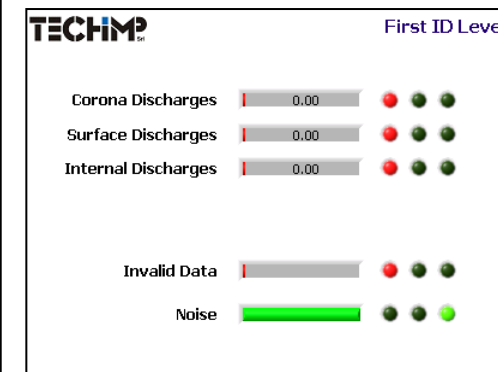 TECHIMP Srl
First ID Leve
Corona Discharges 0.00
Surface Discharges 0.00
Internal Discharges 0.00
Invalid Data
Noise